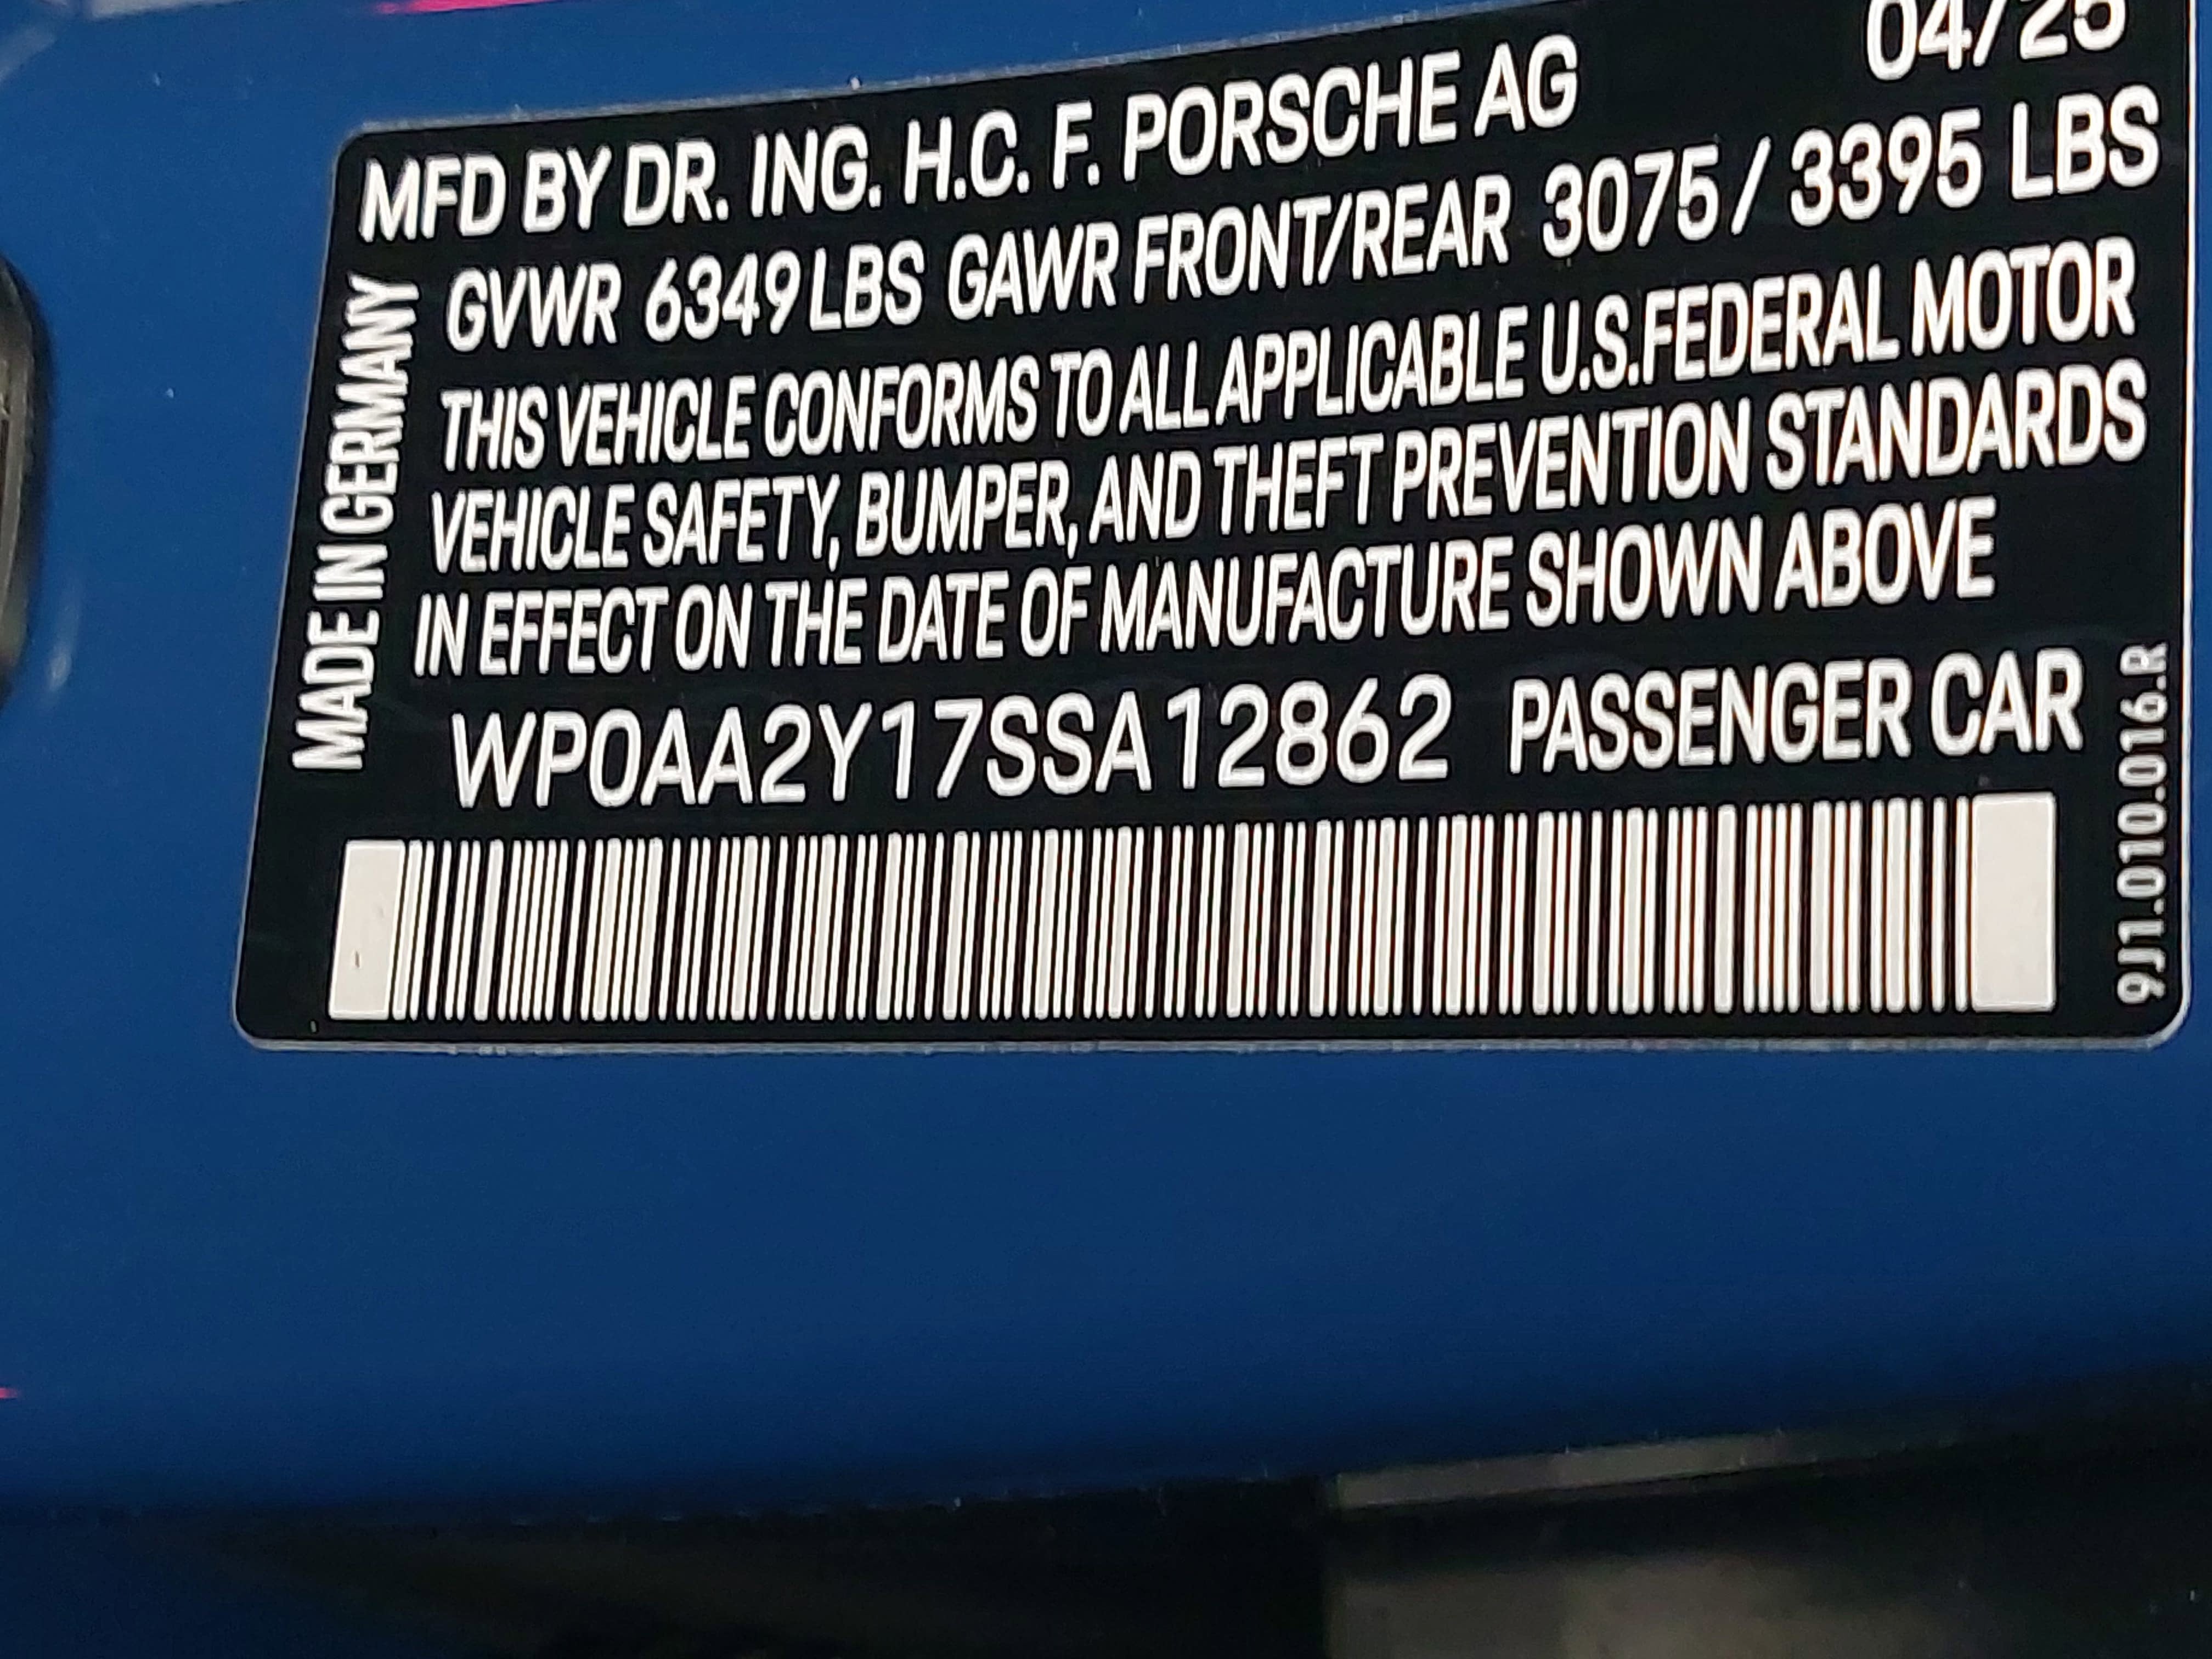 04/25
MFD BY DR. ING. H.C. F. PORSCHE AG
GVWR 6349 LBS GAWR FRONT/REAR 3075 / 3395 LBS
THIS VEHICLE CONFORMS TO ALL APPLICABLE U.S.FEDERAL MOTOR
VEHICLE SAFETY, BUMPER, AND THEFT PREVENTION STANDARDS
IN EFFECT ON THE DATE OF MANUFACTURE SHOWN ABOVE
WP0AA2Y17SSA12862 PASSENGER CAR
MADE IN GERMANY
9J1.010.016.R